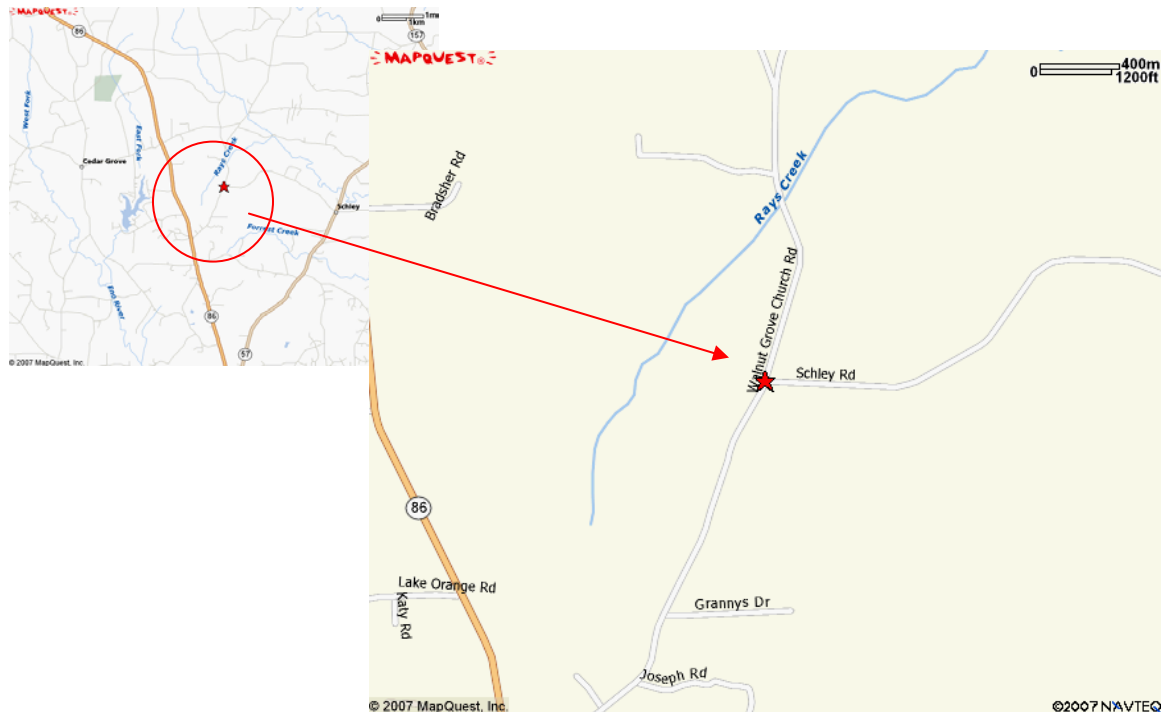 MAPQUEST
86
0 1mi
1km
157
West Fork
East Fork
Cedar Grove
Rays Creek
Schley
Forrest Creek
Eno River
86
57
© 2007 MapQuest, Inc.
MAPQUEST®
0 400m
1200ft
Bradsher Rd
Rays Creek
Walnut Grove Church Rd
Schley Rd
86
Lake Orange Rd
Katy Rd
Grannys Dr
Joseph Rd
© 2007 MapQuest, Inc.
©2007 NAVTEQ